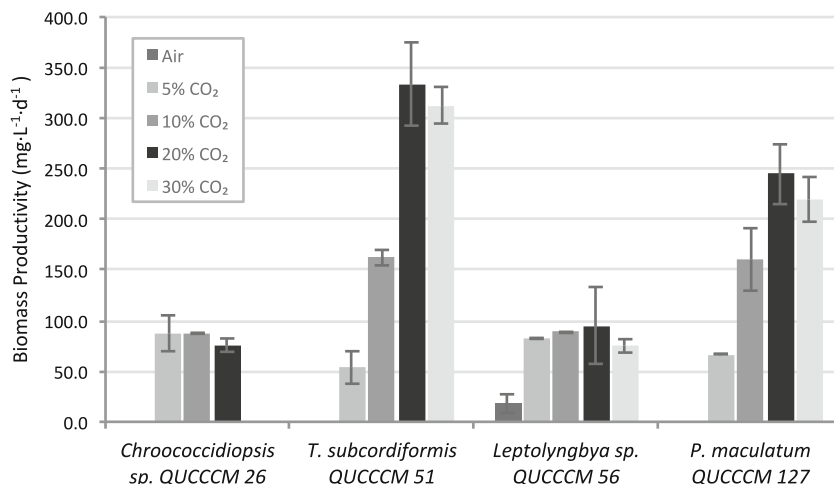 400.0
350.0
300.0
250.0
200.0
150.0
100.0
50.0
0.0
Biomass Productivity (mg·L⁻¹·d⁻¹)
Air
5% CO₂
10% CO₂
20% CO₂
30% CO₂
Chroococcidiopsis
sp. QUCCCM 26
T. subcordiformis
QUCCCM 51
Leptolyngbya sp.
QUCCCM 56
P. maculatum
QUCCCM 127